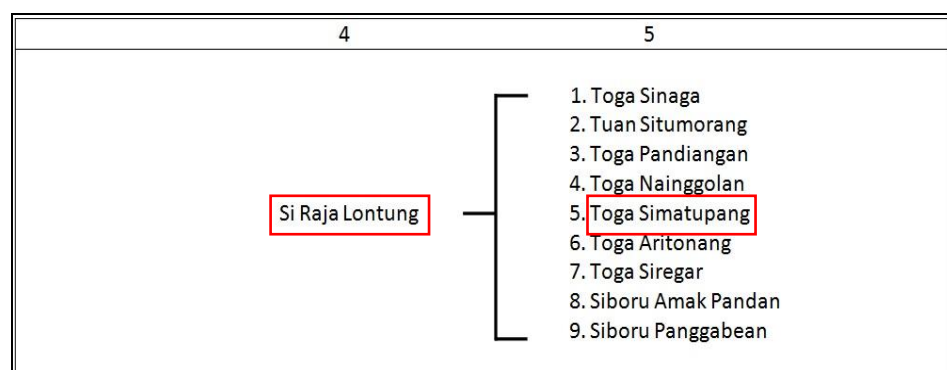 4 5
1. Toga Sinaga
2. Tuan Situmorang
3. Toga Pandiangan
4. Toga Nainggolan
Si Raja Lontung
5. Toga Simatupang
6. Toga Aritonang
7. Toga Siregar
8. Siboru Amak Pandan
9. Siboru Panggabean